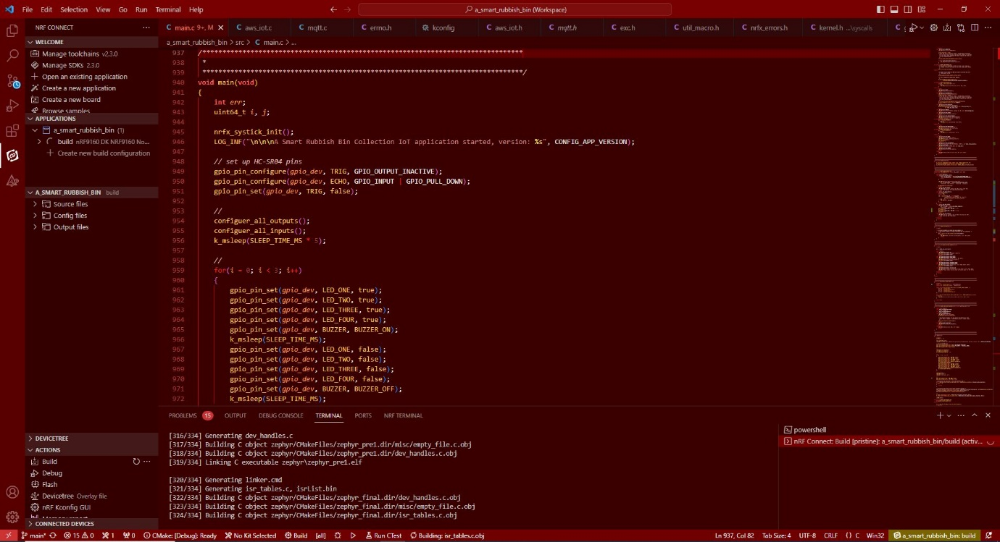 File Edit Selection View Go Run Terminal Help
a_smart_rubbish_bin (Workspace)
NRF CONNECT
main.c 9+, M
aws_iot.c
mqtt.c
errno.h
kconfig
aws_iot.h
mqtt.h
exc.h
util_macro.h
nrfx_errors.h
kernel.h ...\syscalls
a_smart_rubbish_bin > src > C main.c > ...
WELCOME
Manage toolchains v2.3.0
Manage SDKs 2.3.0
Open an existing application
Create a new application
Create a new board
Browse samples
APPLICATIONS
a_smart_rubbish_bin (1)
build nRF9160 DK NRF9160 No...
Create new build configuration
A_SMART_RUBBISH_BIN build
Source files
Config files
Output files
DEVICETREE
ACTIONS
Build
Debug
Flash
Devicetree Overlay file
nRF Kconfig GUI
Memory report
CONNECTED DEVICES
937 /********************************************************************************
938 *
939 ********************************************************************************/
940 void main(void)
941 {
942 int err;
943 uint64_t i, j;
944
945 nrfx_systick_init();
946 LOG_INF("\n\n\nA Smart Rubbish Bin Collection IoT application started, version: %s", CONFIG_APP_VERSION);
947
948 // set up HC-SR04 pins
949 gpio_pin_configure(gpio_dev, TRIG, GPIO_OUTPUT_INACTIVE);
950 gpio_pin_configure(gpio_dev, ECHO, GPIO_INPUT | GPIO_PULL_DOWN);
951 gpio_pin_set(gpio_dev, TRIG, false);
952
953 //
954 configuer_all_outputs();
955 configuer_all_inputs();
956 k_msleep(SLEEP_TIME_MS * 5);
957
958 //
959 for(i = 0; i < 3; i++)
960 {
961 gpio_pin_set(gpio_dev, LED_ONE, true);
962 gpio_pin_set(gpio_dev, LED_TWO, true);
963 gpio_pin_set(gpio_dev, LED_THREE, true);
964 gpio_pin_set(gpio_dev, LED_FOUR, true);
965 gpio_pin_set(gpio_dev, BUZZER, BUZZER_ON);
966 k_msleep(SLEEP_TIME_MS);
967 gpio_pin_set(gpio_dev, LED_ONE, false);
968 gpio_pin_set(gpio_dev, LED_TWO, false);
969 gpio_pin_set(gpio_dev, LED_THREE, false);
970 gpio_pin_set(gpio_dev, LED_FOUR, false);
971 gpio_pin_set(gpio_dev, BUZZER, BUZZER_OFF);
972 k_msleep(SLEEP_TIME_MS);
PROBLEMS 15 OUTPUT DEBUG CONSOLE TERMINAL PORTS NRF TERMINAL
[316/334] Generating dev_handles.c
[317/334] Building C object zephyr/CMakeFiles/zephyr_pre1.dir/misc/empty_file.c.obj
[318/334] Building C object zephyr/CMakeFiles/zephyr_pre1.dir/dev_handles.c.obj
[319/334] Linking C executable zephyr\zephyr_pre1.elf
[320/334] Generating linker.cmd
[321/334] Generating isr_tables.c, isrList.bin
[322/334] Building C object zephyr/CMakeFiles/zephyr_final.dir/dev_handles.c.obj
[323/334] Building C object zephyr/CMakeFiles/zephyr_final.dir/misc/empty_file.c.obj
[324/334] Building C object zephyr/CMakeFiles/zephyr_final.dir/isr_tables.c.obj
powershell
nRF Connect: Build [pristine]: a_smart_rubbish_bin/build (activ...
main* 15 0 1 0 CMake: [Debug]: Ready No Kit Selected Build [all] Run CTest Building: isr_tables.c.obj Ln 937, Col 82 Tab Size: 4 UTF-8 CRLF {} C Win32 a_smart_rubbish_bin: build